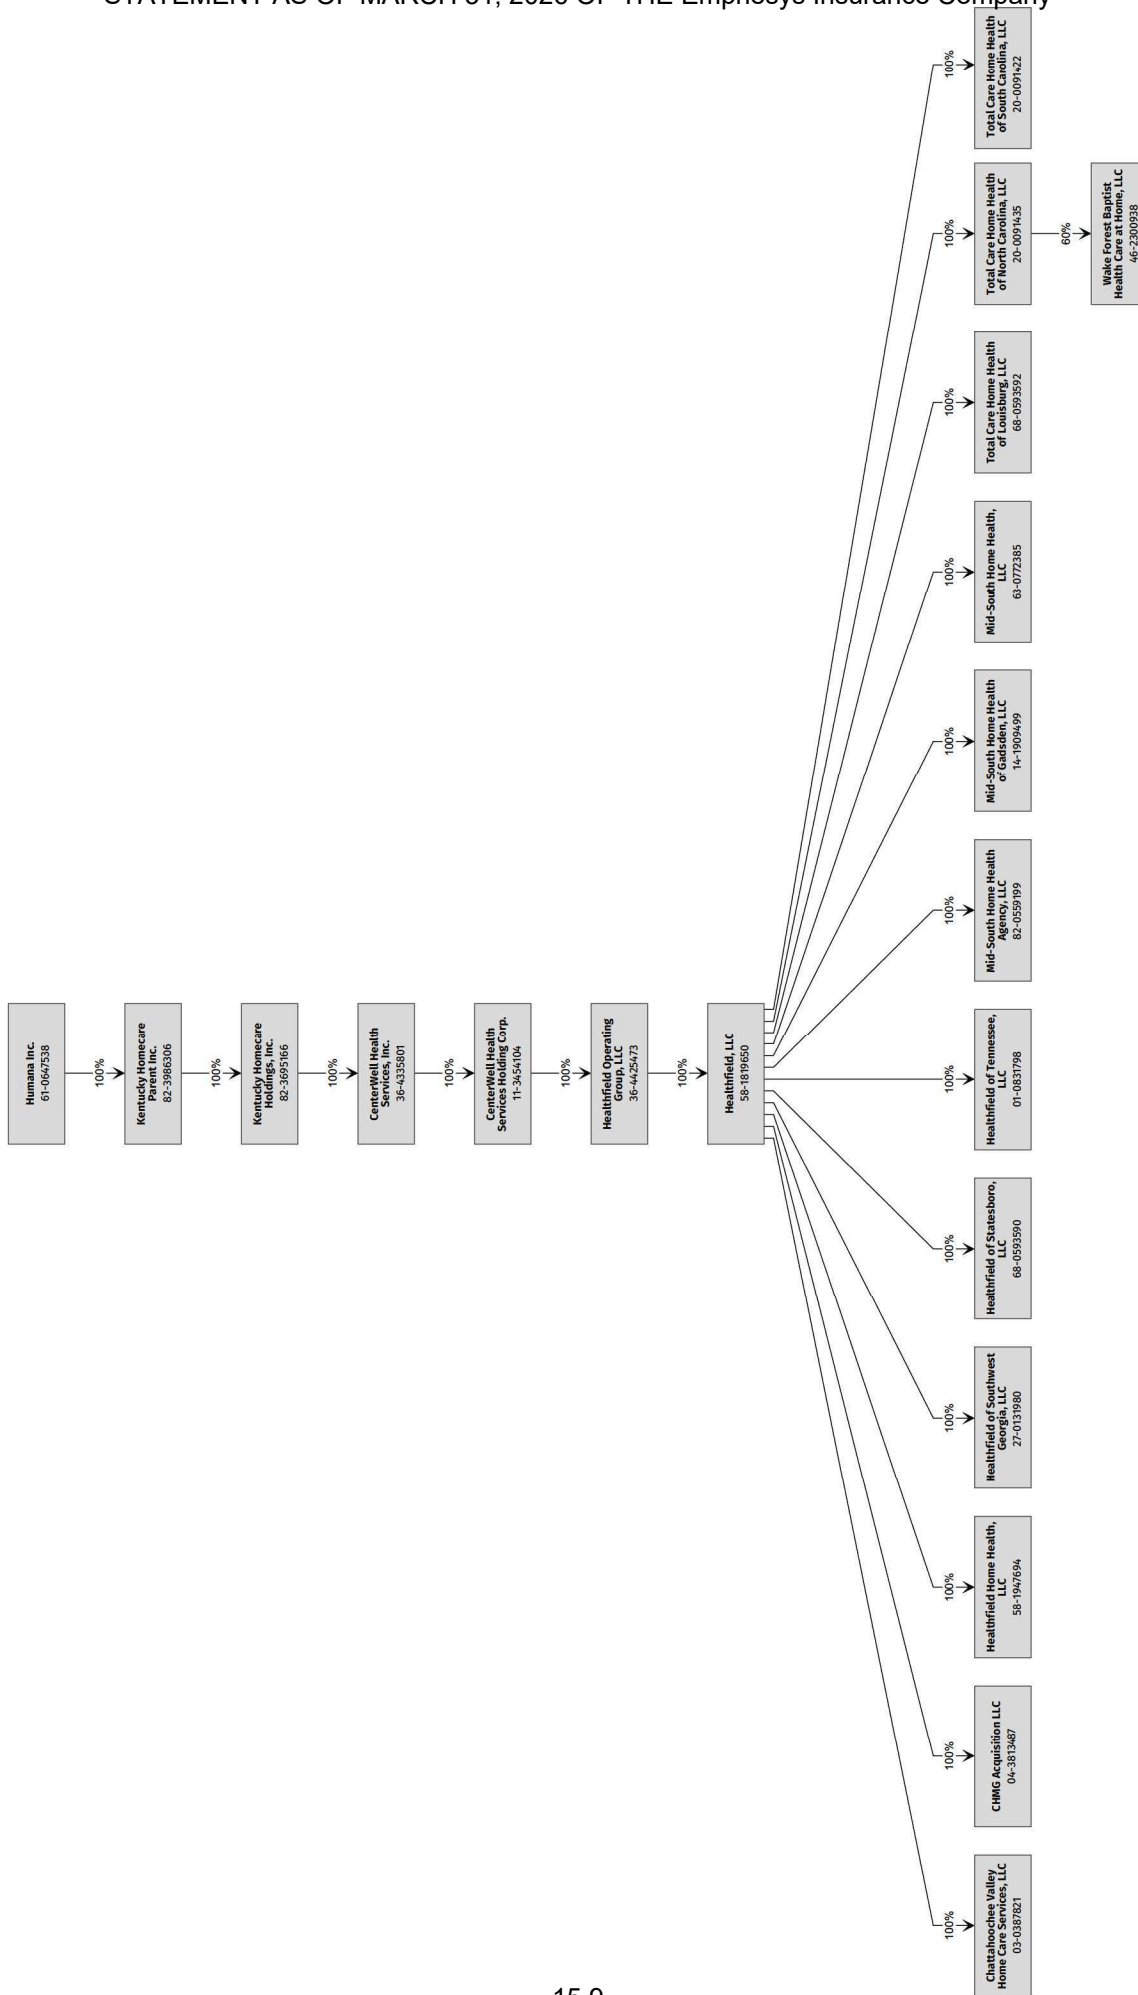 STATEMENT AS OF MARCH OF THE Emphesys Insurance Company
Humana Inc.
61-0647538
100%
Kentucky Homecare
Parent Inc.
82-3986306
100%
Kentucky Homecare
Holdings, Inc.
82-3695166
100%
CenterWell Health
Services, Inc.
36-4335801
100%
CenterWell Health
Services Holding Corp.
11-3454104
100%
Healthfield Operating
Group, LLC
36-4425473
100%
Healthfield, LLC
58-1819650
100%
Chattahoochee Valley
Home Care Services, LLC
03-0387821
100%
CHMG Acquisition LLC
04-3813487
100%
Healthfield Home Health,
LLC
58-1947694
100%
Healthfield of Southwest
Georgia, LLC
27-0131980
100%
Healthfield of Statesboro,
LLC
68-0593590
100%
Healthfield of Tennessee,
LLC
01-0831798
100%
Mid-South Home Health
Agency, LLC
82-0559199
100%
Mid-South Home Health
of Gadsden, LLC
14-1909499
100%
Mid-South Home Health,
LLC
63-0772385
100%
Total Care Home Health
of Louisburg, LLC
68-0593592
100%
Total Care Home Health
of North Carolina, LLC
20-0091435
100%
Total Care Home Health
of South Carolina, LLC
20-0091422
60%
Wake Forest Baptist
Health Care at Home, LLC
46-2300938